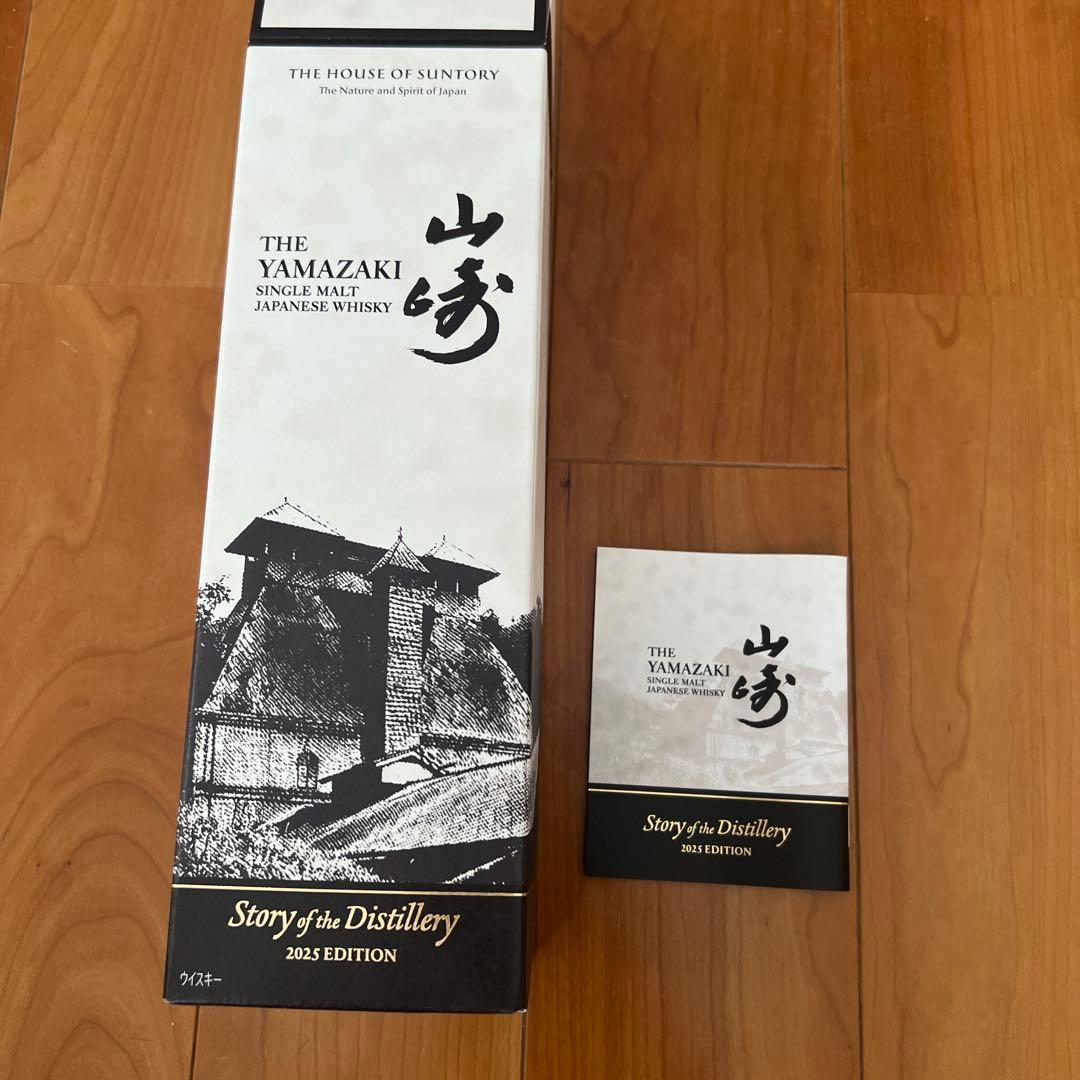 THE HOUSE OF SUNTORY
The Nature and Spirit of Japan
THE
YAMAZAKI
SINGLE MALT
JAPANESE WHISKY
山崎
Story of the Distillery
2025 EDITION
ウイスキー
THE
YAMAZAKI
SINGLE MALT
JAPANESE WHISKY
山崎
Story of the Distillery
2025 EDITION